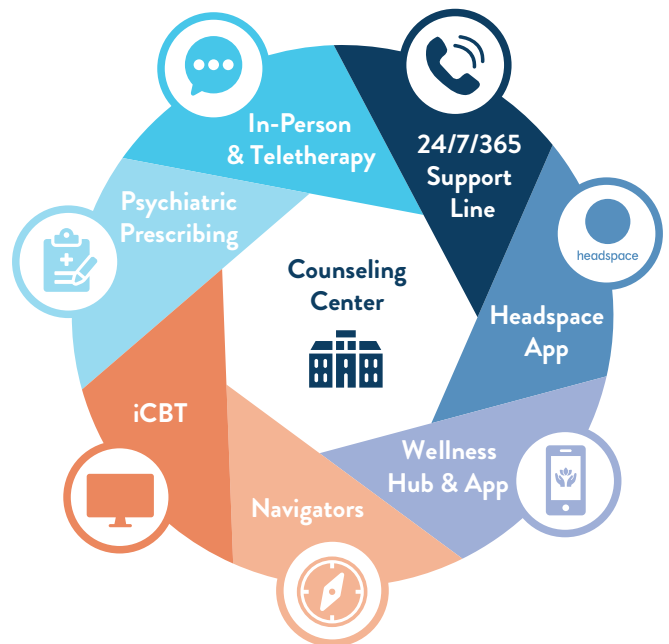 In-Person
& Teletherapy
24/7/365
Support
Line
headspace
Headspace
App
Wellness
Hub & App
Navigators
iCBT
Psychiatric
Prescribing
Counseling
Center